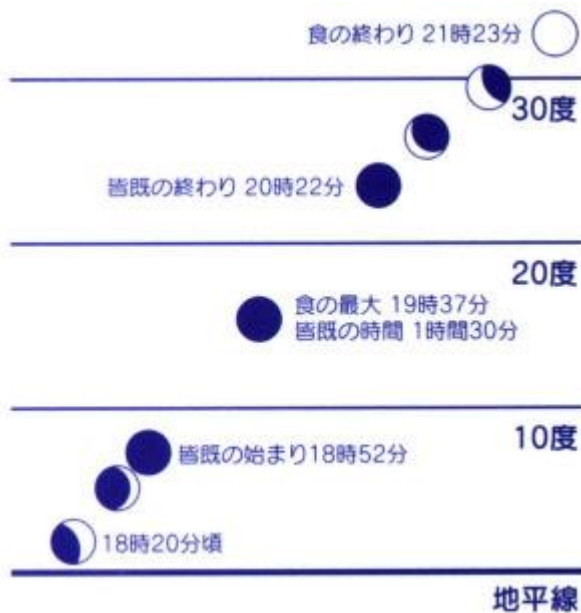 食の終わり 21時23分
30度
皆既の終わり 20時22分
20度
食の最大 19時37分
皆既の時間 1時間30分
10度
皆既の始まり18時52分
18時20分頃
地平線